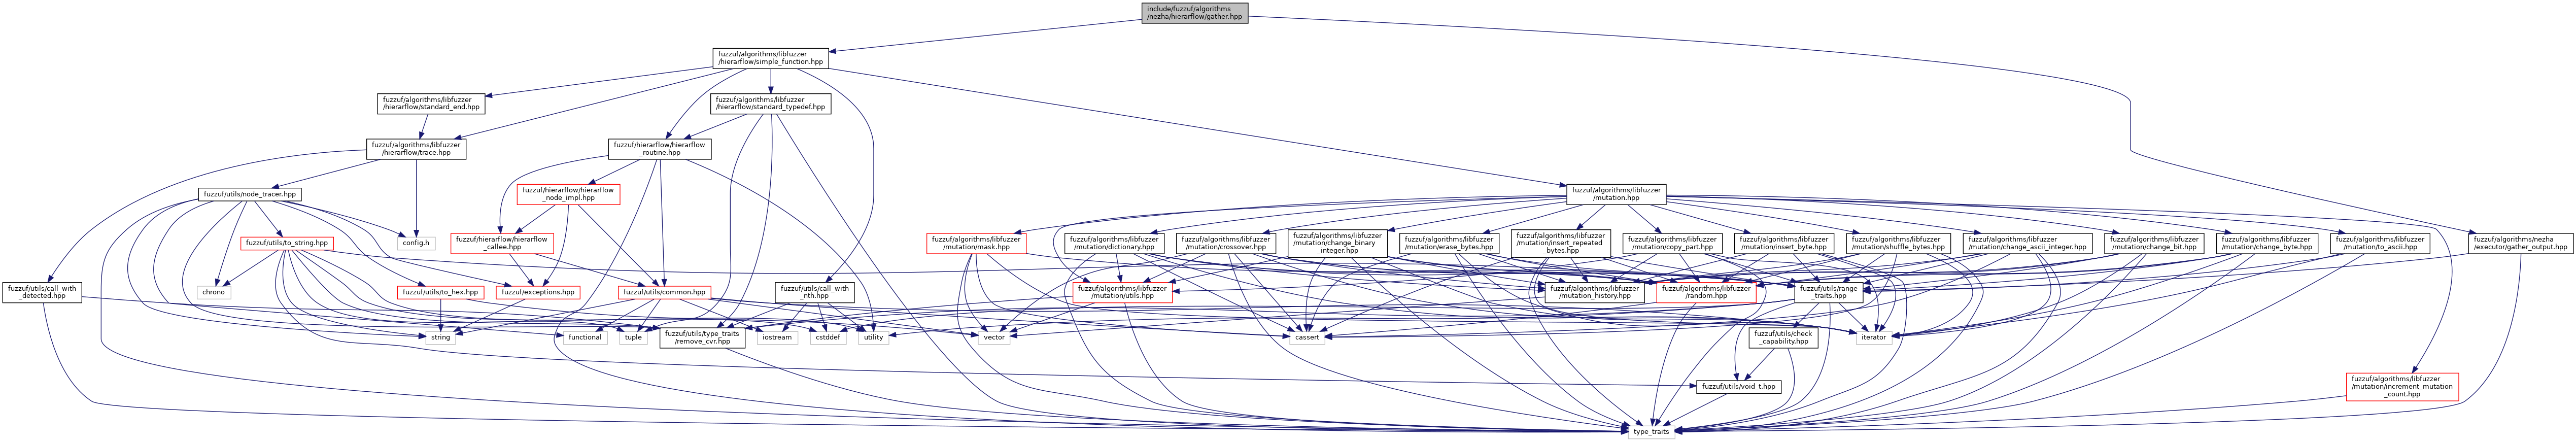 include/fuzzuf/algorithms
/nezha/hierarflow/gather.hpp
fuzzuf/algorithms/libfuzzer
/hierarflow/simple_function.hpp
fuzzuf/algorithms/libfuzzer
/hierarflow/standard_end.hpp
fuzzuf/algorithms/libfuzzer
/hierarflow/standard_typedef.hpp
fuzzuf/algorithms/libfuzzer
/hierarflow/trace.hpp
fuzzuf/hierarflow/hierarflow
_routine.hpp
fuzzuf/utils/node_tracer.hpp
fuzzuf/hierarflow/hierarflow
_node_impl.hpp
fuzzuf/algorithms/libfuzzer
/mutation.hpp
fuzzuf/utils/to_string.hpp
config.h
fuzzuf/hierarflow/hierarflow
_callee.hpp
fuzzuf/algorithms/libfuzzer
/mutation/mask.hpp
fuzzuf/algorithms/libfuzzer
/mutation/dictionary.hpp
fuzzuf/algorithms/libfuzzer
/mutation/crossover.hpp
fuzzuf/algorithms/libfuzzer
/mutation/change_binary
_integer.hpp
fuzzuf/algorithms/libfuzzer
/mutation/erase_bytes.hpp
fuzzuf/algorithms/libfuzzer
/mutation/insert_repeated
_bytes.hpp
fuzzuf/algorithms/libfuzzer
/mutation/copy_part.hpp
fuzzuf/algorithms/libfuzzer
/mutation/insert_byte.hpp
fuzzuf/algorithms/libfuzzer
/mutation/shuffle_bytes.hpp
fuzzuf/algorithms/libfuzzer
/mutation/change_ascii_integer.hpp
fuzzuf/algorithms/libfuzzer
/mutation/change_bit.hpp
fuzzuf/algorithms/libfuzzer
/mutation/change_byte.hpp
fuzzuf/algorithms/libfuzzer
/mutation/to_ascii.hpp
fuzzuf/algorithms/nezha
/executor/gather_output.hpp
fuzzuf/utils/call_with
_detected.hpp
chrono
fuzzuf/utils/to_hex.hpp
fuzzuf/exceptions.hpp
fuzzuf/utils/common.hpp
fuzzuf/utils/call_with
_nth.hpp
fuzzuf/algorithms/libfuzzer
/mutation/utils.hpp
fuzzuf/algorithms/libfuzzer
/mutation_history.hpp
fuzzuf/algorithms/libfuzzer
/random.hpp
fuzzuf/utils/range
_traits.hpp
string
functional
tuple
fuzzuf/utils/type_traits
/remove_cvr.hpp
iostream
cstddef
utility
vector
cassert
fuzzuf/utils/check
_capability.hpp
iterator
fuzzuf/utils/void_t.hpp
fuzzuf/algorithms/libfuzzer
/mutation/increment_mutation
_count.hpp
type_traits